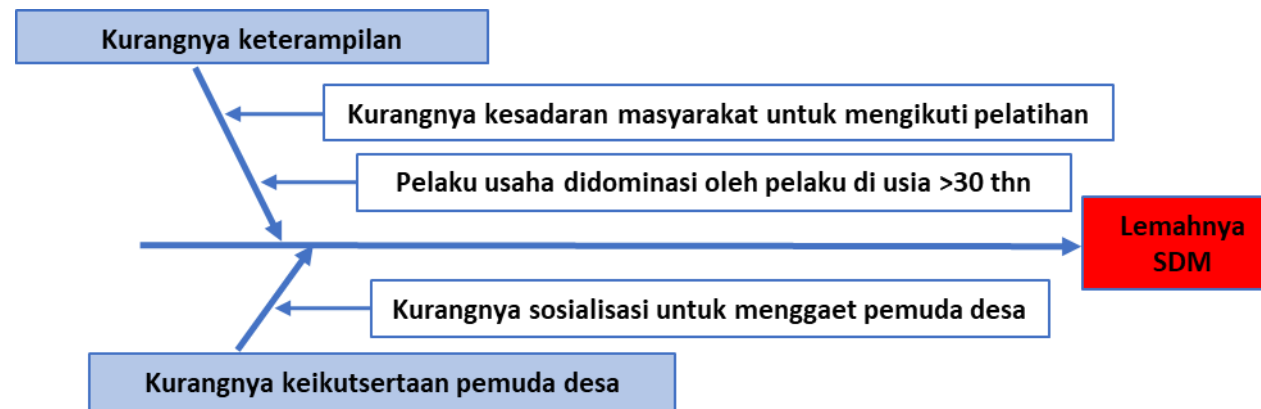 Kurangnya keterampilan
Kurangnya kesadaran masyarakat untuk mengikuti pelatihan
Pelaku usaha didominasi oleh pelaku di usia >30 thn
Lemahnya
SDM
Kurangnya sosialisasi untuk menggaet pemuda desa
Kurangnya keikutsertaan pemuda desa